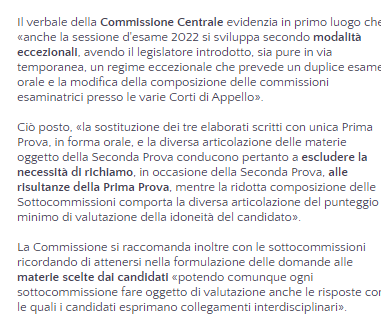 Il verbale della Commissione Centrale evidenzia in primo luogo che
«anche la sessione d'esame 2022 si sviluppa secondo modalità
eccezionali, avendo il legislatore introdotto, sia pure in via
temporanea, un regime eccezionale che prevede un duplice esame
orale e la modifica della composizione delle commissioni
esaminatrici presso le varie Corti di Appello».
Ciò posto, «la sostituzione dei tre elaborati scritti con unica Prima
Prova, in forma orale, e la diversa articolazione delle materie
oggetto della Seconda Prova conducono pertanto a escludere la
necessità di richiamo, in occasione della Seconda Prova, alle
risultanze della Prima Prova, mentre la ridotta composizione delle
Sottocommissioni comporta la diversa articolazione del punteggio
minimo di valutazione della idoneità del candidato».
La Commissione si raccomanda inoltre con le sottocommissioni
ricordando di attenersi nella formulazione delle domande alle
materie scelte dai candidati «potendo comunque ogni
sottocommissione fare oggetto di valutazione anche le risposte con
le quali i candidati esprimano collegamenti interdisciplinari».